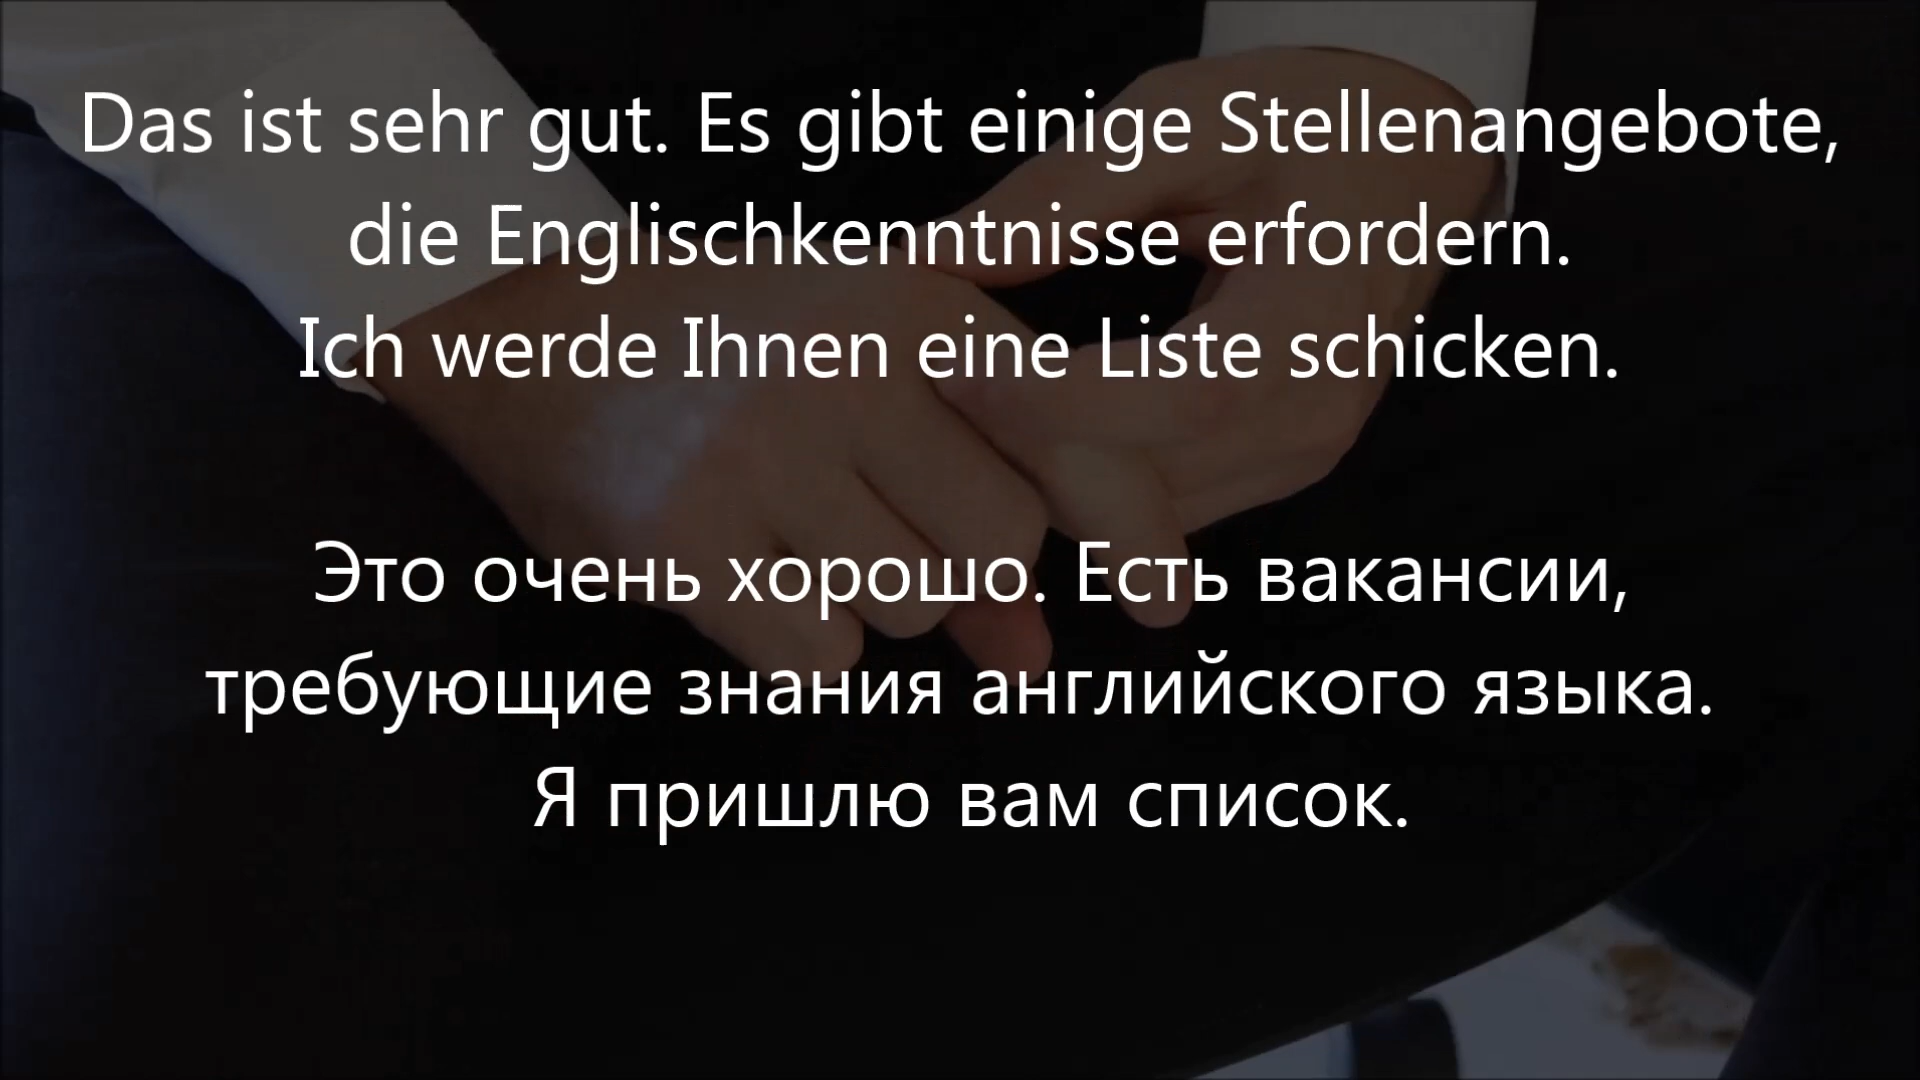 Das ist sehr gut. Es gibt einige Stellenangebote,
die Englischkenntnisse erfordern.
Ich werde Ihnen eine Liste schicken.
Это очень хорошо. Есть вакансии,
требующие знания английского языка.
Я пришлю вам список.